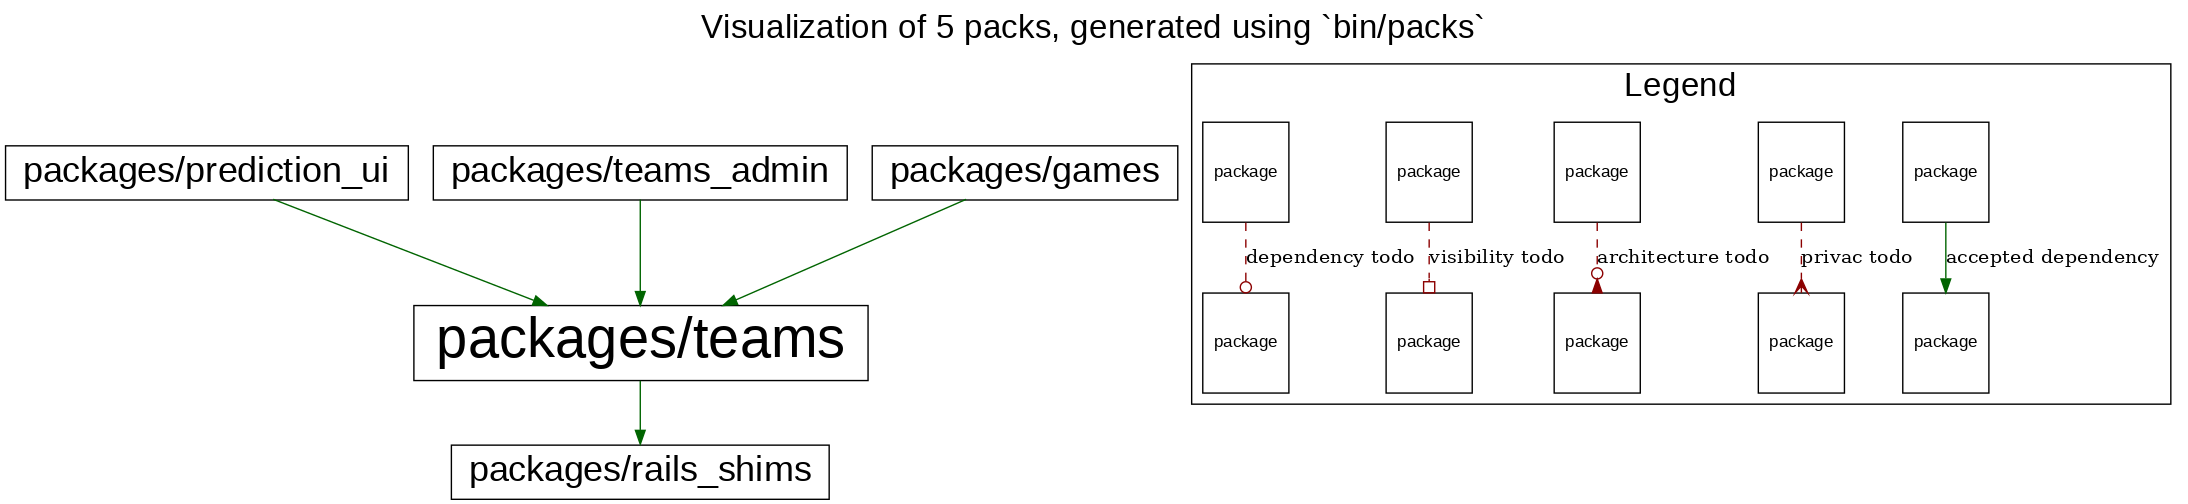 Visualization of 5 packs, generated using `bin/packs`
Legend
packages/prediction_ui
packages/teams_admin
packages/games
package
package
package
package
package
dependency todo
visibility todo
architecture todo
privac todo
accepted dependency
packages/teams
package
package
package
package
package
packages/rails_shims